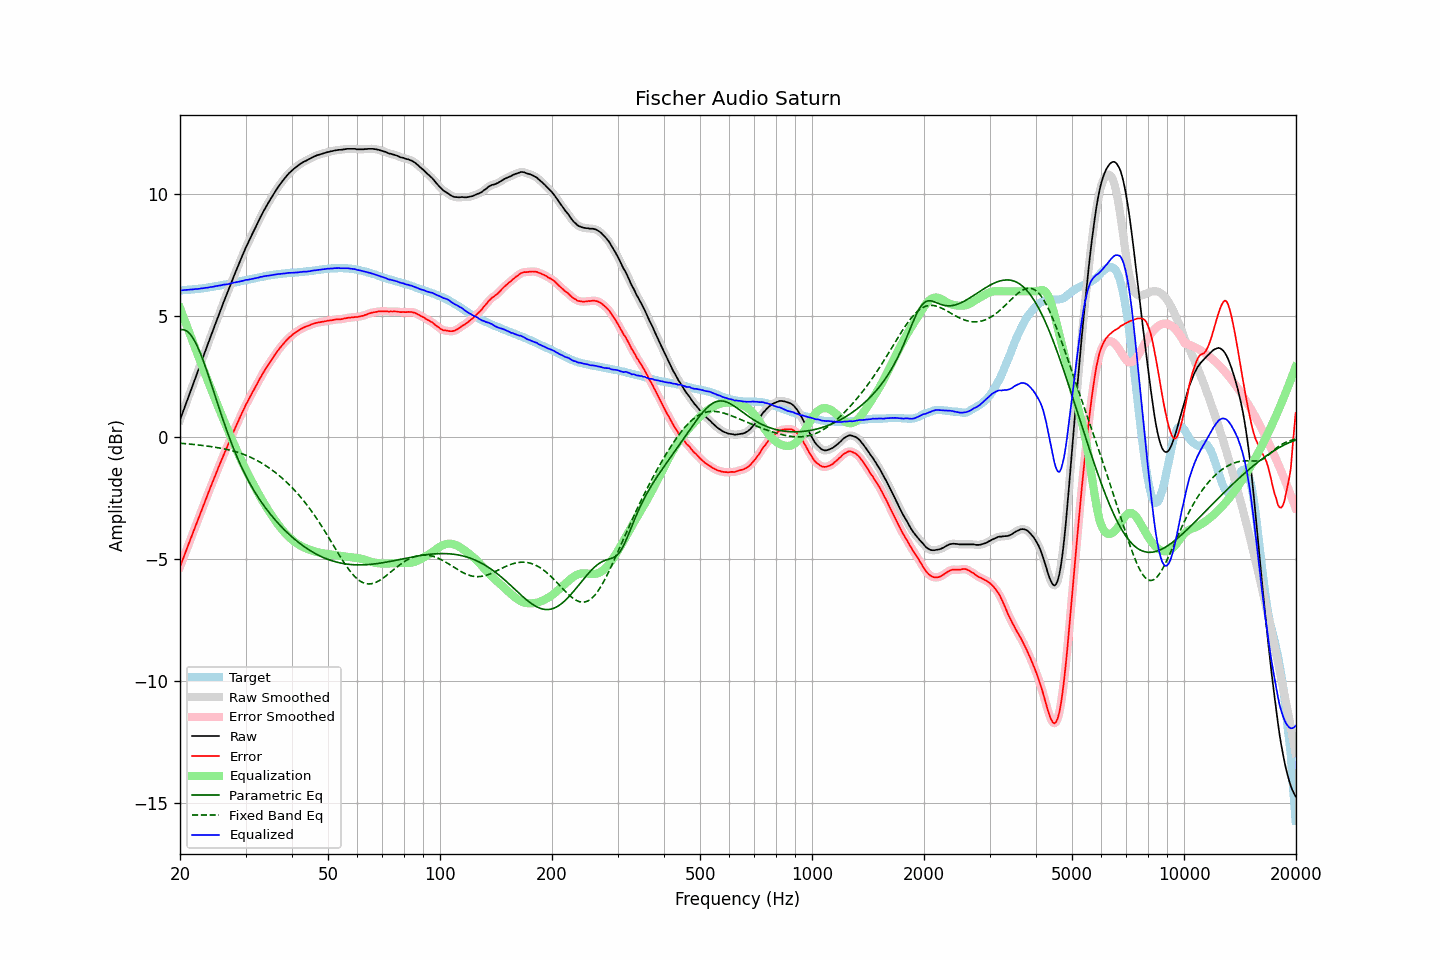 Fischer Audio Saturn
Amplitude (dBr)
10
5
0
−5
−10
−15
Target
Raw Smoothed
Error Smoothed
Raw
Error
Equalization
Parametric Eq
Fixed Band Eq
Equalized
20 50 100 200 500 1000 2000 5000 10000 20000
Frequency (Hz)